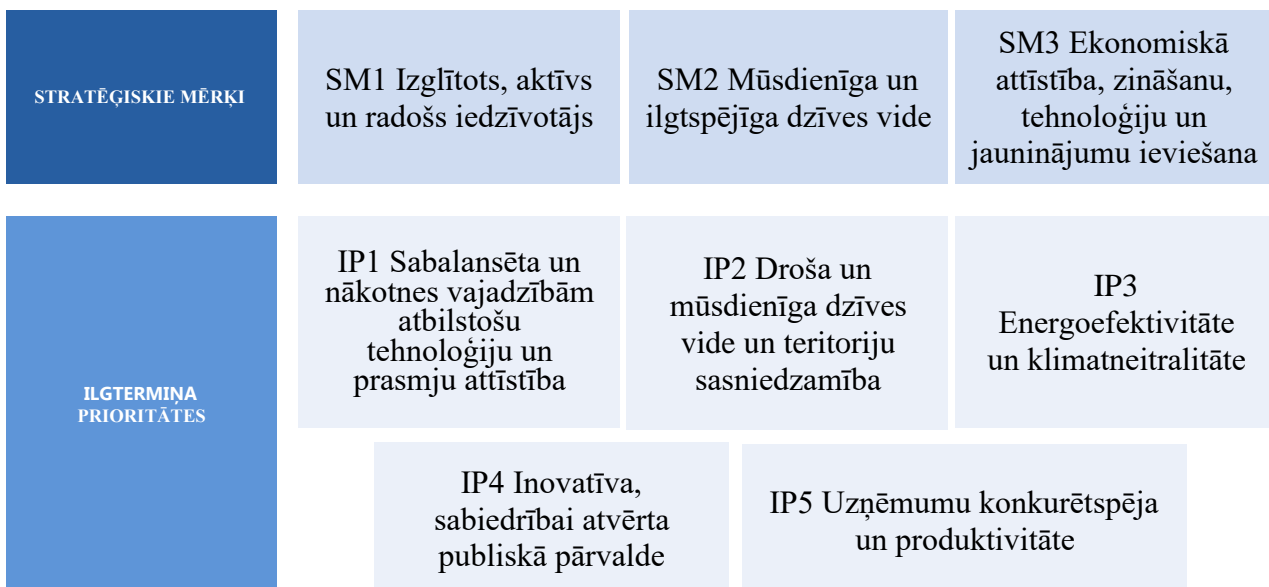 STRATĒĢISKIE MĒRĶI
SM1 Izglītots, aktīvs
un radošs iedzīvotājs
SM2 Mūsdienīga un
ilgtspējīga dzīves vide
SM3 Ekonomiskā
attīstība, zināšanu,
tehnoloģiju un
jauninājumu ieviešana
ILGTERMIŅA
PRIORITĀTES
IP1 Sabalansēta un
nākotnes vajadzībām
atbilstošu
tehnoloģiju un
prasmju attīstība
IP2 Droša un
mūsdienīga dzīves
vide un teritoriju
sasniedzamība
IP3
Energoefektivitāte
un klimatneitralitāte
IP4 Inovatīva,
sabiedrībai atvērta
publiskā pārvalde
IP5 Uzņēmumu konkurētspēja
un produktivitāte